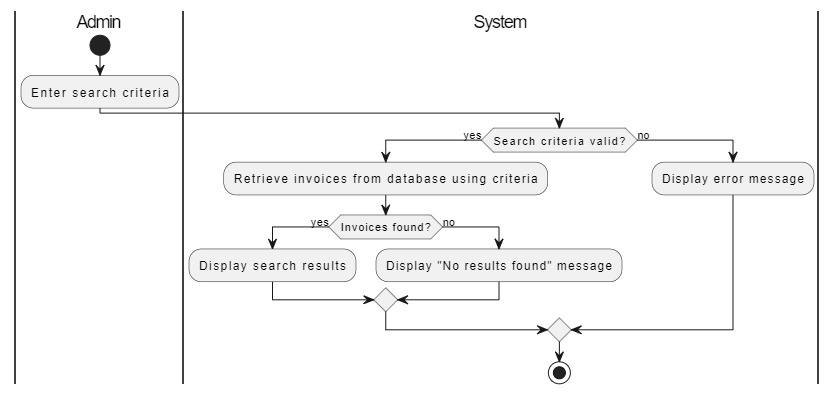 Admin
System
Enter search criteria
Search criteria valid?
yes
no
Retrieve invoices from database using criteria
Display error message
Invoices found?
yes
no
Display search results
Display "No results found" message